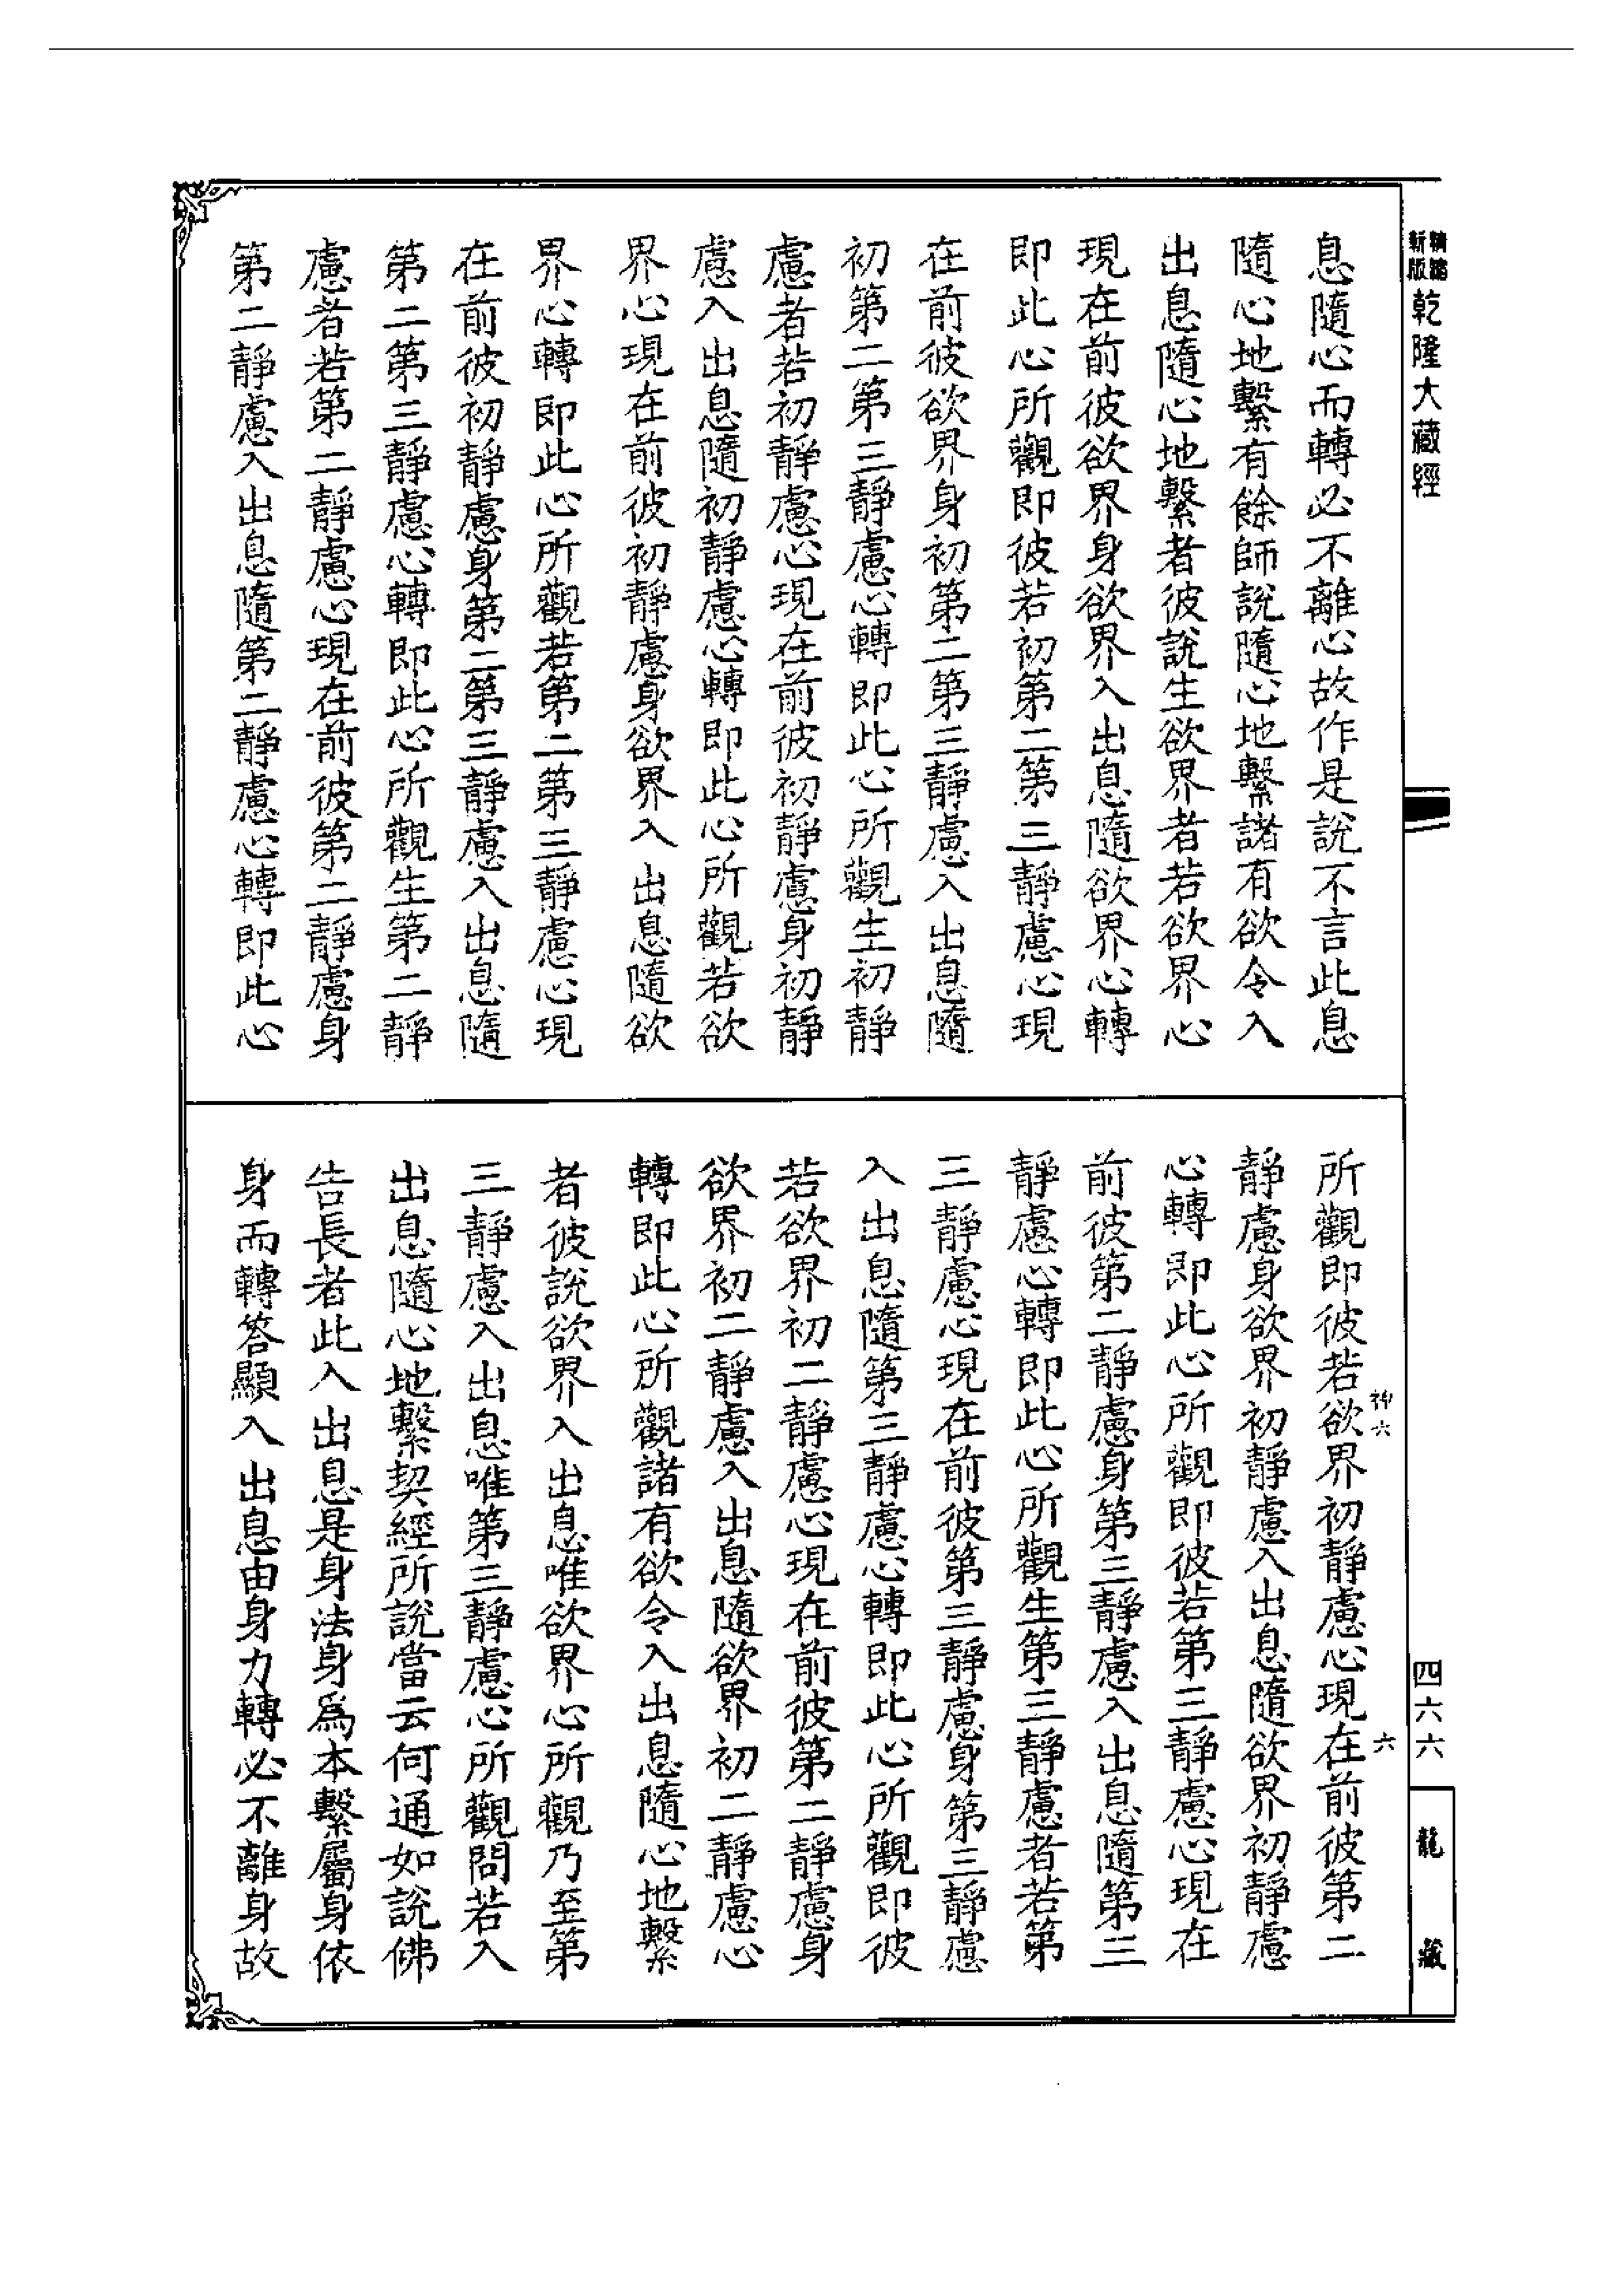 新版精縮乾隆大藏經
息隨心而轉必不離心故作是說不言此息
隨心地繫有餘師說隨心地繫諸有欲令入
出息隨心地繫者彼說生欲界者若欲界心
現在前彼欲界身欲界入出息隨欲界心轉
即此心所觀即彼若初第二第三靜慮心現
在前彼欲界身初第二第三靜慮入出息隨
初第二第三靜慮心轉即此心所觀生初靜
慮者若初靜慮心現在前彼初靜慮身初靜
慮入出息隨初靜慮心轉即此心所觀若欲
界心現在前彼初靜慮身欲界入出息隨欲
界心轉即此心所觀若第二第三靜慮心現
在前彼初靜慮身第二第三靜慮入出息隨
第二第三靜慮心轉即此心所觀生第二靜
慮者若第二靜慮心現在前彼第二靜慮身
第二靜慮入出息隨第二靜慮心轉即此心
所觀即彼若欲界初靜慮心現在前彼第二
靜慮身欲界初靜慮入出息隨欲界初靜慮
心轉即此心所觀即彼若第三靜慮心現在
前彼第二靜慮身第三靜慮入出息隨第三
靜慮心轉即此心所觀生第三靜慮者若第
三靜慮心現在前彼第三靜慮身第三靜慮
入出息隨第三靜慮心轉即此心所觀即彼
若欲界初二靜慮心現在前彼第二靜慮身
欲界初二靜慮入出息隨欲界初二靜慮心
轉即此心所觀諸有欲令入出息隨心地繫
者彼說欲界入出息唯欲界心所觀乃至第
三靜慮入出息唯第三靜慮心所觀問若入
出息隨心地繫契經所說當云何通如說佛
告長者此入出息是身法身為本繫屬身依
身而轉答顯入出息由身力轉必不離身故
神六
六
四六六
龍藏